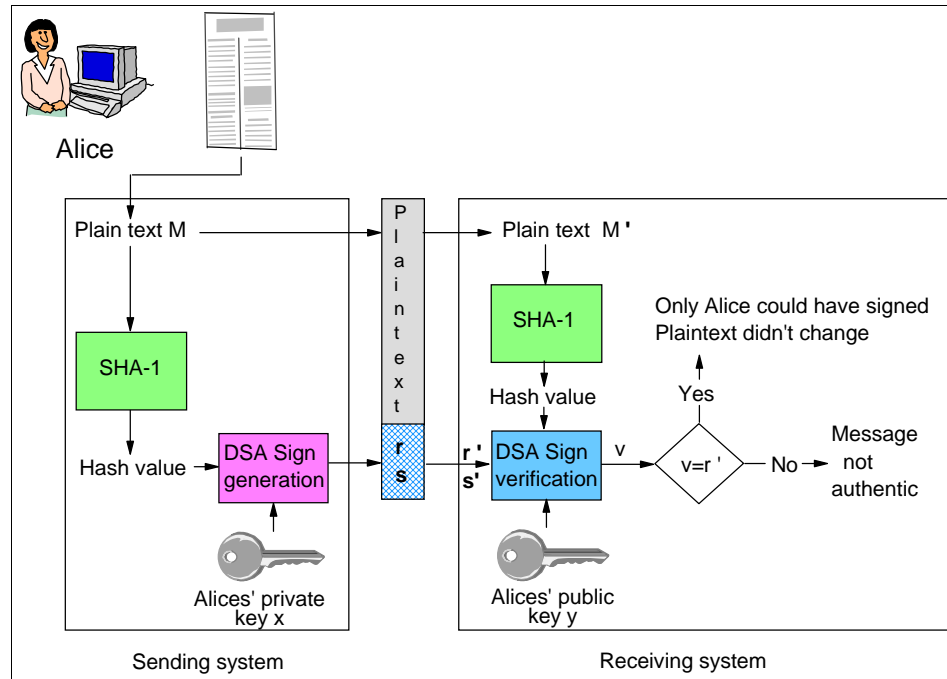 Alice
Plain text M
SHA-1
Hash value
DSA Sign
generation
Alices' private
key x
Sending system
Plaintext
r
s
Plain text M'
SHA-1
Hash value
r'
s'
DSA Sign
verification
v
Alices' public
key y
v=r'
Yes
Only Alice could have signed
Plaintext didn't change
No
Message
not
authentic
Receiving system